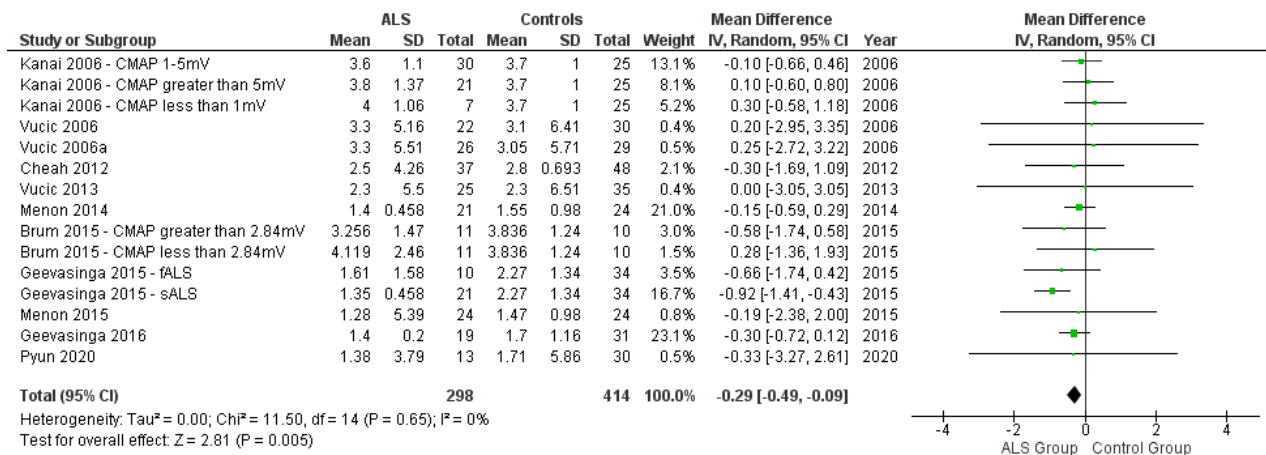 ALS Controls Mean Difference Mean Difference
Study or Subgroup Mean SD Total Mean SD Total Weight IV, Random, 95% CI Year IV, Random, 95% CI
Kanai 2006 - CMAP 1-5mV 3.6 1.1 30 3.7 1 25 13.1% -0.10 [-0.66, 0.46] 2006
Kanai 2006 - CMAP greater than 5mV 3.8 1.37 21 3.7 1 25 8.1% 0.10 [-0.60, 0.80] 2006
Kanai 2006 - CMAP less than 1mV 4 1.06 7 3.7 1 25 5.2% 0.30 [-0.58, 1.18] 2006
Vucic 2006 3.3 5.16 22 3.1 6.41 30 0.4% 0.20 [-2.95, 3.35] 2006
Vucic 2006a 3.3 5.51 26 3.05 5.71 29 0.5% 0.25 [-2.72, 3.22] 2006
Cheah 2012 2.5 4.26 37 2.8 0.693 48 2.1% -0.30 [-1.69, 1.09] 2012
Vucic 2013 2.3 5.5 25 2.3 6.51 35 0.4% 0.00 [-3.05, 3.05] 2013
Menon 2014 1.4 0.458 21 1.55 0.98 24 21.0% -0.15 [-0.59, 0.29] 2014
Brum 2015 - CMAP greater than 2.84mV 3.256 1.47 11 3.836 1.24 10 3.0% -0.58 [-1.74, 0.58] 2015
Brum 2015 - CMAP less than 2.84mV 4.119 2.46 11 3.836 1.24 10 1.5% 0.28 [-1.36, 1.93] 2015
Geevasinga 2015 - fALS 1.61 1.58 10 2.27 1.34 34 3.5% -0.66 [-1.74, 0.42] 2015
Geevasinga 2015 - sALS 1.35 0.458 21 2.27 1.34 34 16.7% -0.92 [-1.41, -0.43] 2015
Menon 2015 1.28 5.39 24 1.47 0.98 24 0.8% -0.19 [-2.38, 2.00] 2015
Geevasinga 2016 1.4 0.2 19 1.7 1.16 31 23.1% -0.30 [-0.72, 0.12] 2016
Pyun 2020 1.38 3.79 13 1.71 5.86 30 0.5% -0.33 [-3.27, 2.61] 2020
Total (95% CI) 298 414 100.0% -0.29 [-0.49, -0.09]
Heterogeneity: Tau² = 0.00; Chi² = 11.50, df = 14 (P = 0.65); I² = 0%
Test for overall effect: Z = 2.81 (P = 0.005)
-4 -2 0 2 4
ALS Group Control Group